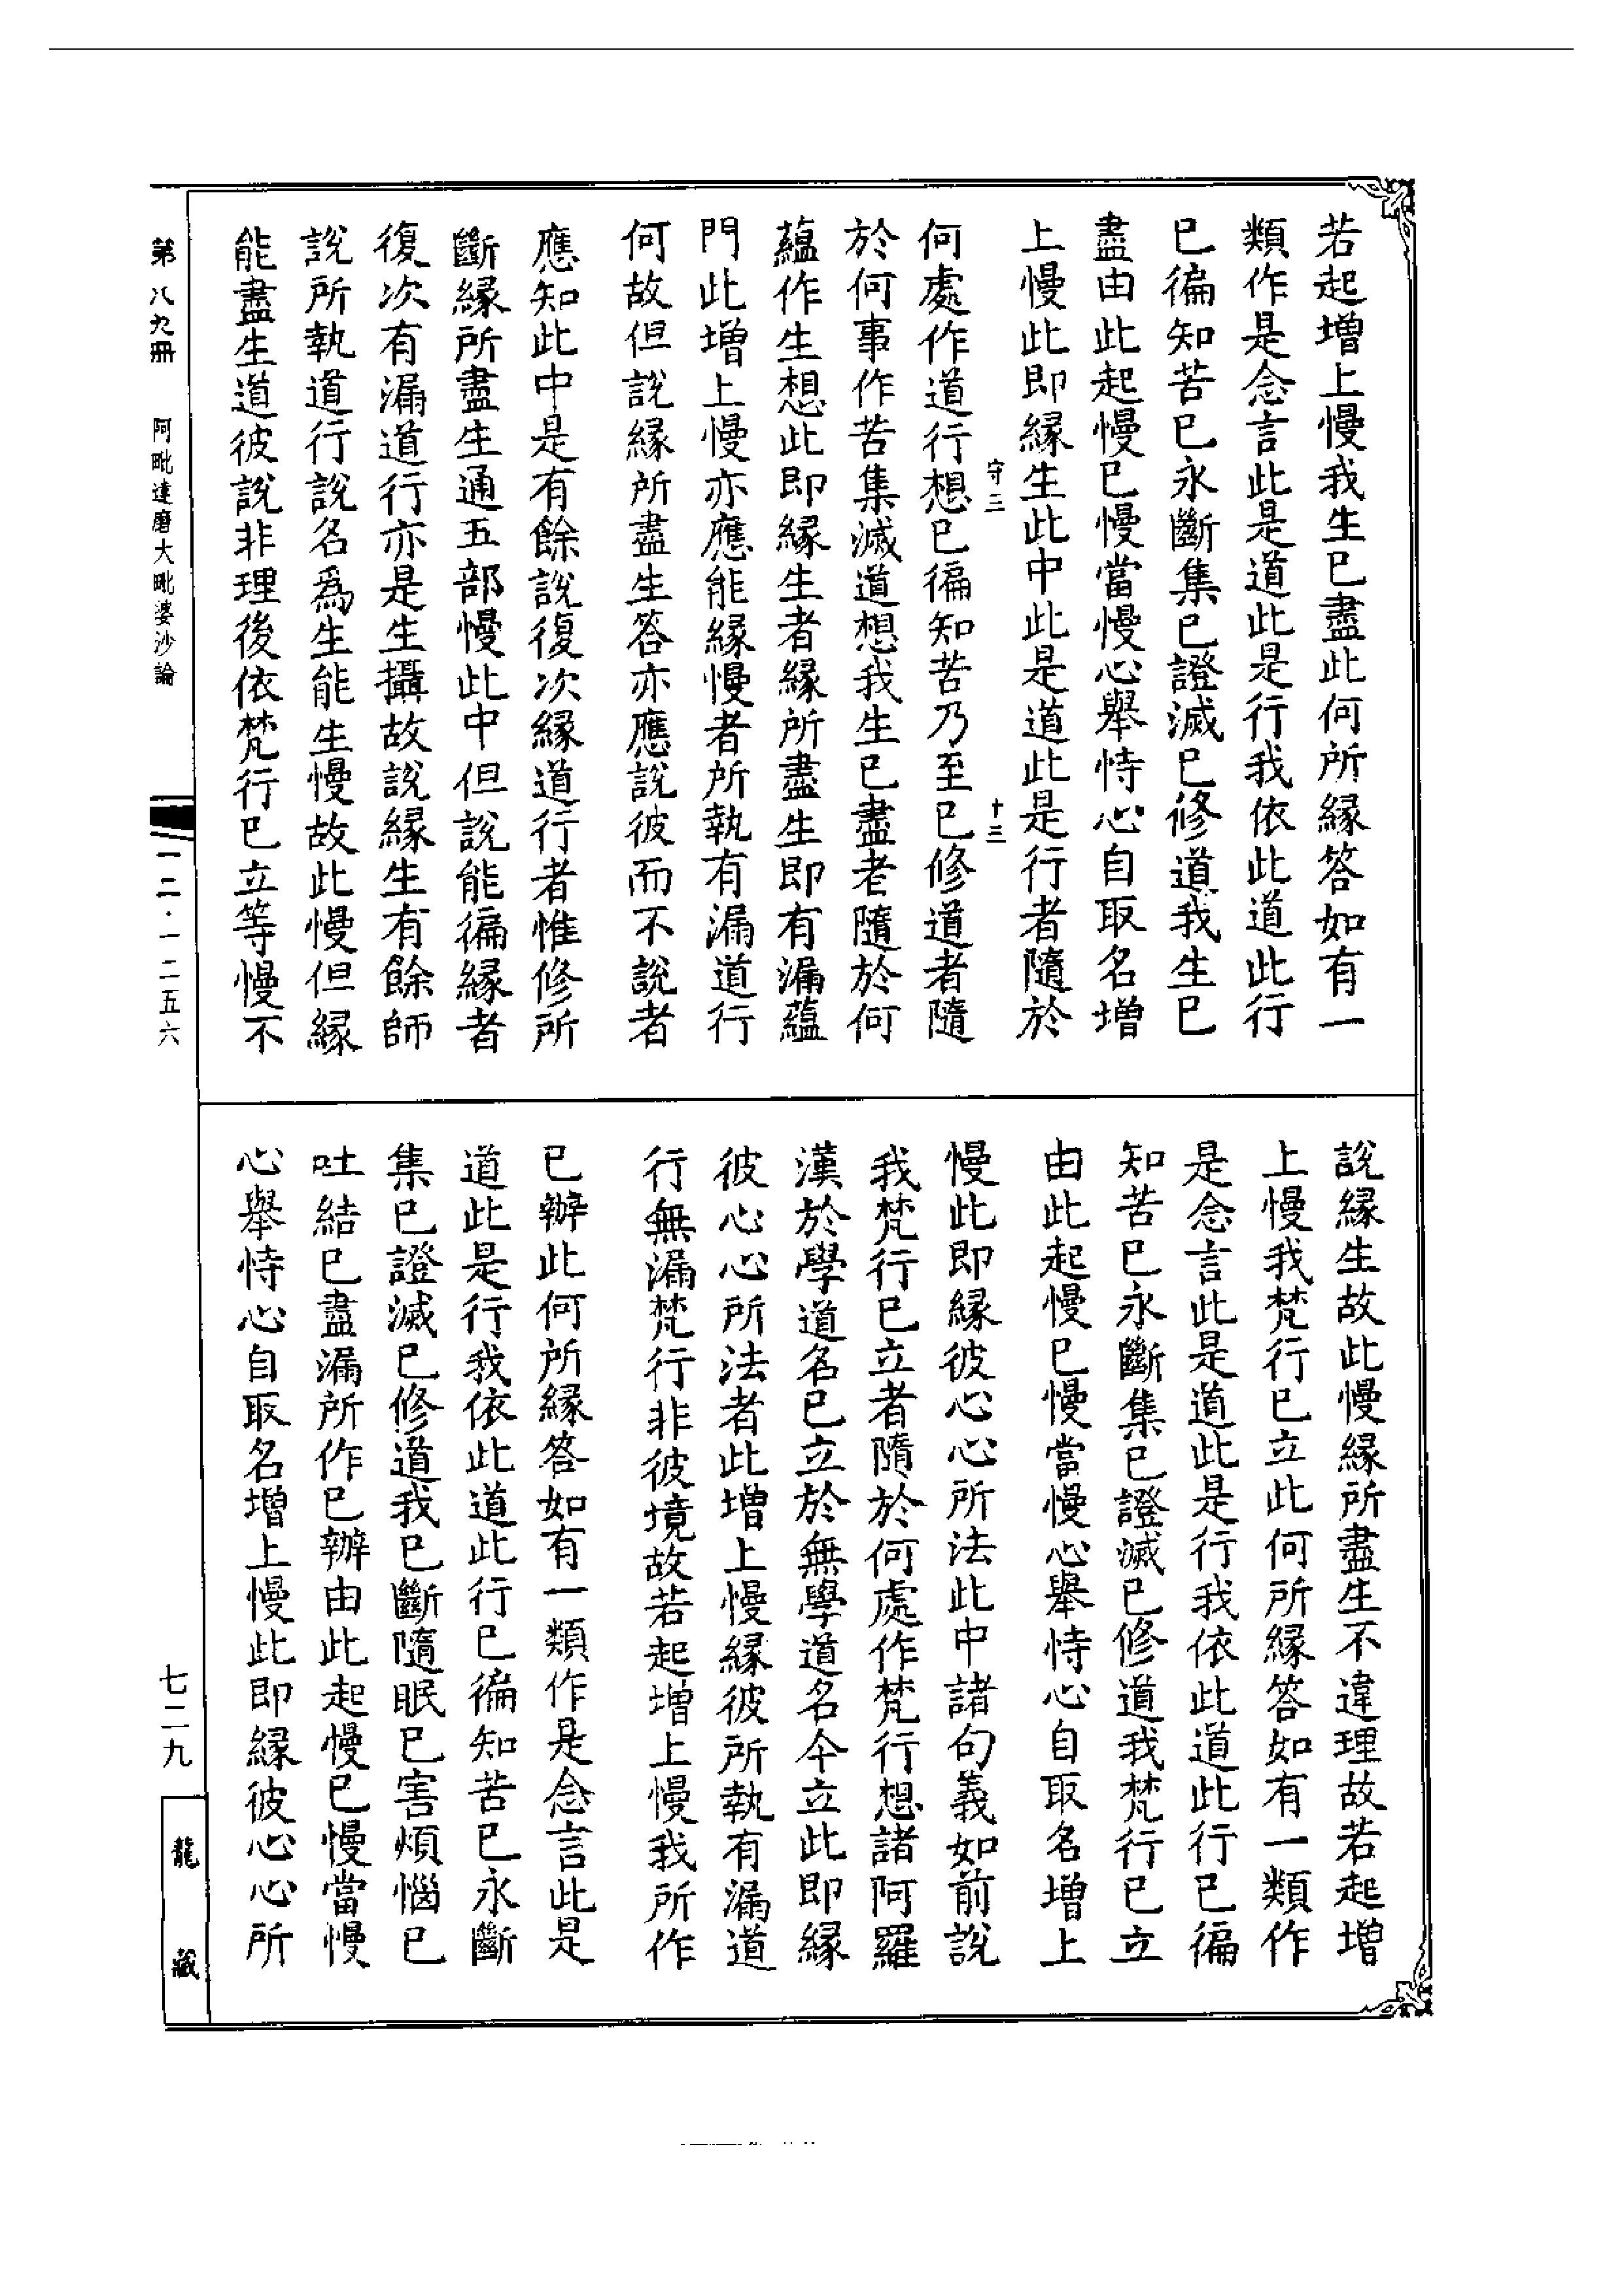 若起增上慢我生已盡此何所緣答如有一
類作是念言此是道此是行我依此道此行
已徧知苦已永斷集已證滅已修道我生已
盡由此起慢已慢當慢心舉恃心自取名增
上慢此即緣生此中此是道此是行者隨於
守三
十三
何處作道行想已徧知苦乃至已修道者隨
於何事作苦集滅道想我生已盡者隨於何
蘊作生想此即緣生者緣所盡生即有漏蘊
門此增上慢亦應能緣慢者所執有漏道行
何故但說緣所盡生答亦應說彼而不說者
應知此中是有餘說復次緣道行者惟修所
斷緣所盡生通五部慢此中但說能徧緣者
復次有漏道行亦是生攝故說緣生有餘師
說所執道行說名爲生能生慢故此慢但緣
能盡生道彼說非理後依梵行已立等慢不
說緣生故此慢緣所盡生不違理故若起增
上慢我梵行已立此何所緣答如有一類作
是念言此是道此是行我依此道此行已徧
知苦已永斷集已證滅已修道我梵行已立
由此起慢已慢當慢心舉恃心自取名增上
慢此即緣彼心心所法此中諸句義如前說
我梵行已立者隨於何處作梵行想諸阿羅
漢於學道名已立於無學道名今立此即緣
彼心心所法者此增上慢緣彼所執有漏道
行無漏梵行非彼境故若起增上慢我所作
已辦此何所緣答如有一類作是念言此是
道此是行我依此道此行已徧知苦已永斷
集已證滅已修道我已斷隨眠已害煩惱已
吐結已盡漏所作已辦由此起慢已慢當慢
心舉恃心自取名增上慢此即緣彼心心所
第八九冊
阿毗達磨大毗婆沙論
一二·一二五六
七二九
龍藏